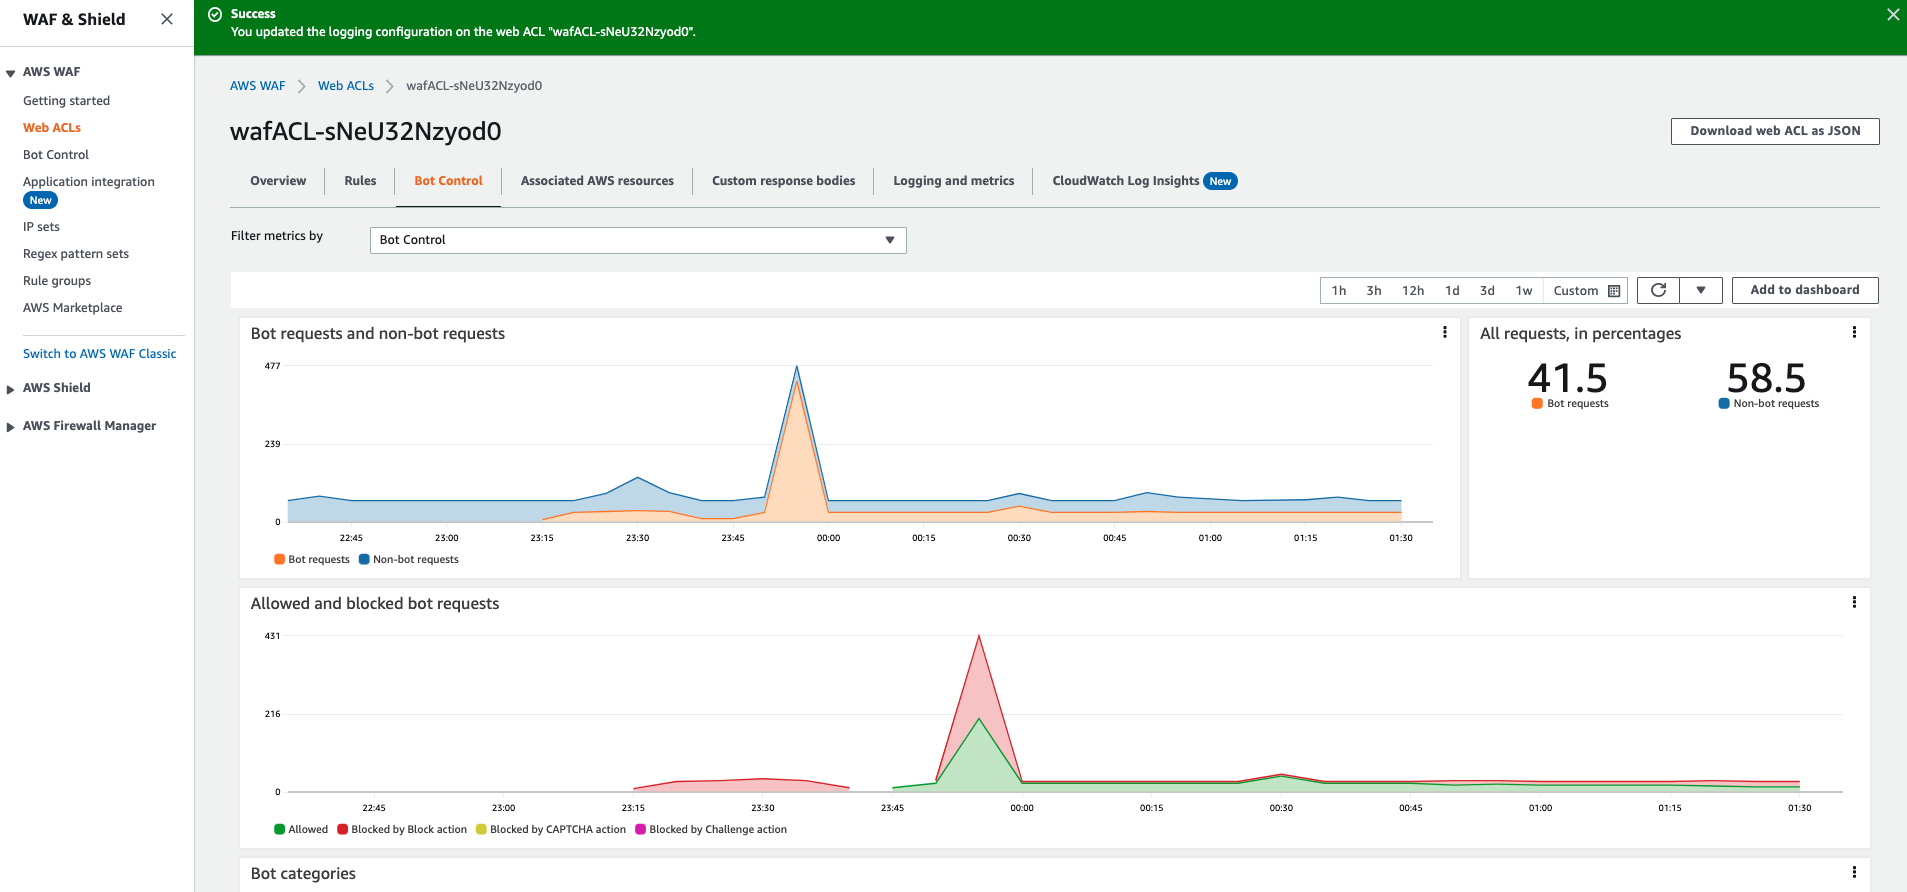 WAF & Shield
AWS WAF
Getting started
Web ACLs
Bot Control
Application integration
New
IP sets
Regex pattern sets
Rule groups
AWS Marketplace
Switch to AWS WAF Classic
AWS Shield
AWS Firewall Manager
Success
You updated the logging configuration on the web ACL "wafACL-sNeU32Nzyod0".
AWS WAF Web ACLs wafACL-sNeU32Nzyod0
wafACL-sNeU32Nzyod0
Download web ACL as JSON
Overview Rules Bot Control Associated AWS resources Custom response bodies Logging and metrics CloudWatch Log Insights New
Filter metrics by Bot Control
1h 3h 12h 1d 3d 1w Custom Add to dashboard
Bot requests and non-bot requests
477
239
0
22:45 23:00 23:15 23:30 23:45 00:00 00:15 00:30 00:45 01:00 01:15 01:30
Bot requests Non-bot requests
All requests, in percentages
41.5 58.5
Bot requests Non-bot requests
Allowed and blocked bot requests
431
216
0
22:45 23:00 23:15 23:30 23:45 00:00 00:15 00:30 00:45 01:00 01:15 01:30
Allowed Blocked by Block action Blocked by CAPTCHA action Blocked by Challenge action
Bot categories